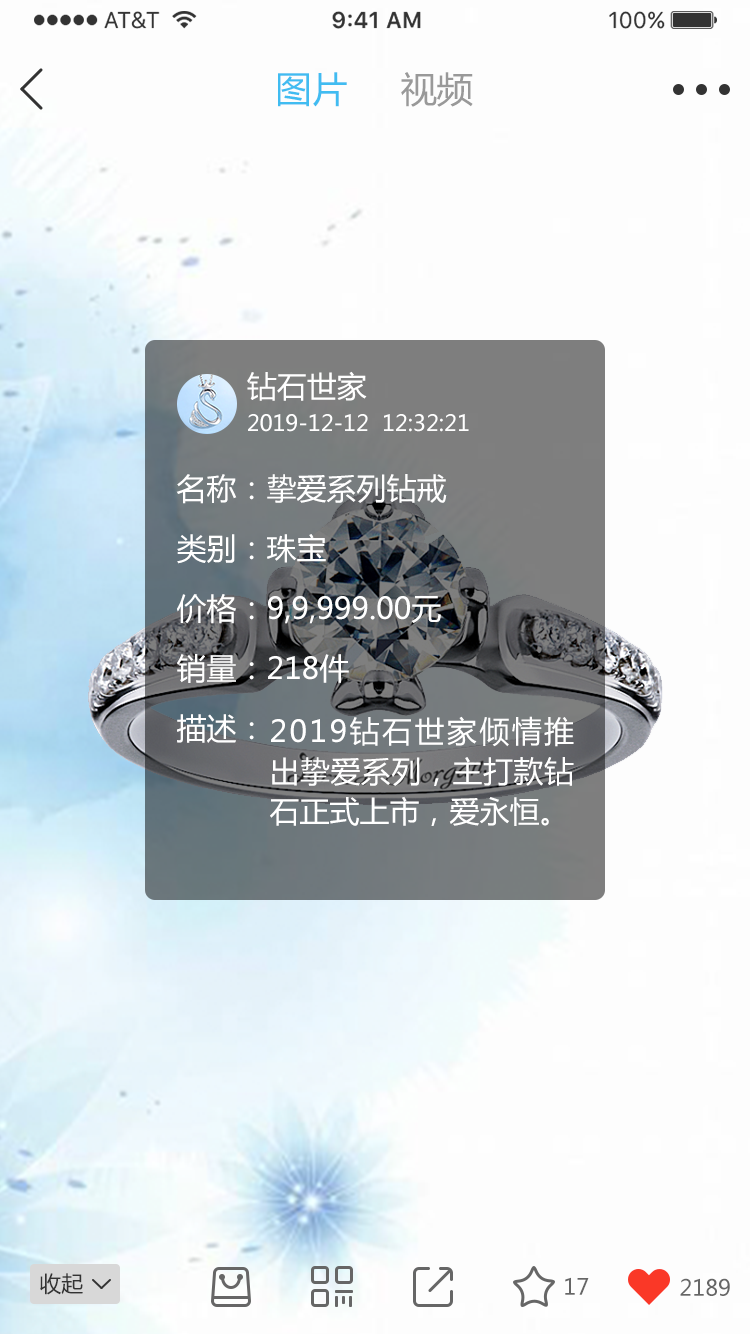 ●●●●● AT&T 9:41 AM 100%
图片 视频
钻石世家
2019-12-12 12:32:21
名称：挚爱系列钻戒
类别：珠宝
价格：9,9,999.00元
销量：218件
描述：2019钻石世家倾情推
出挚爱系列，主打款钻
石正式上市，爱永恒。
收起 17 2189